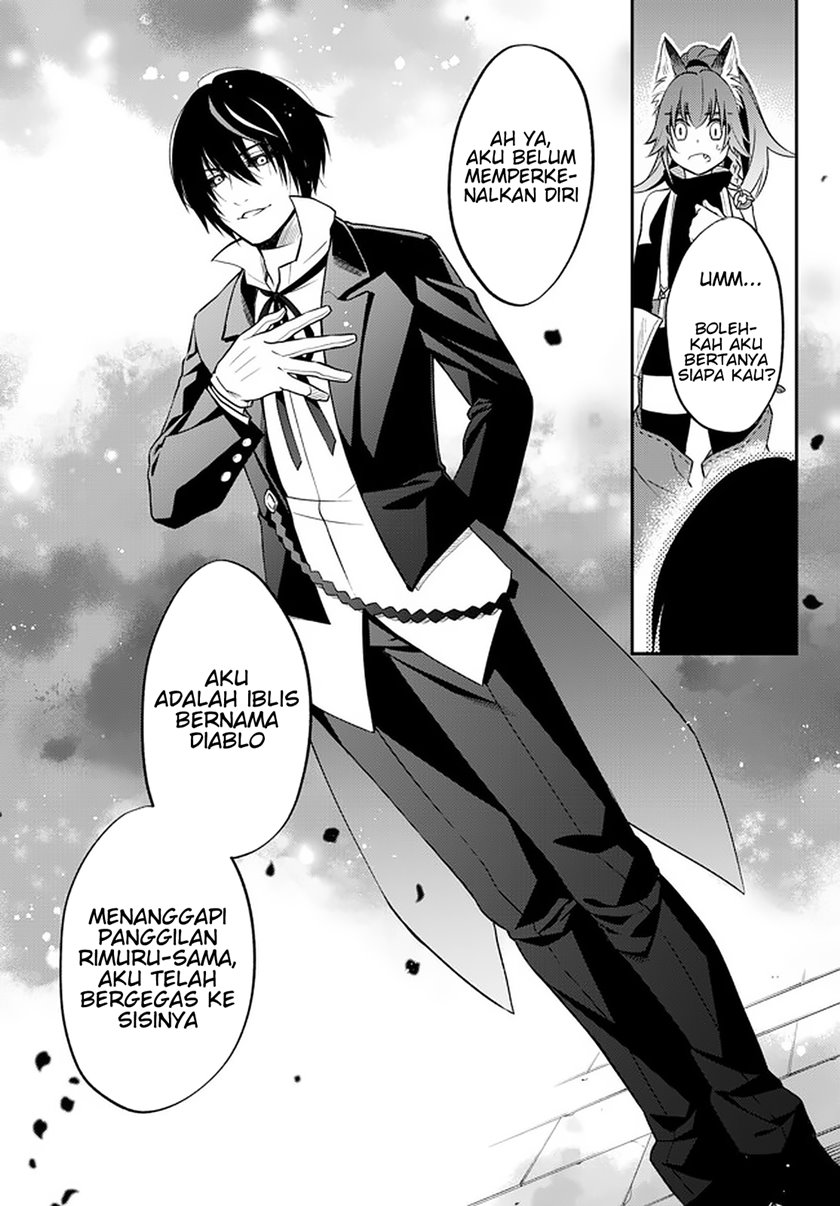 UMM...
BOLEH-
KAH AKU
BERTANYA
SIAPA KAU?
AH YA,
AKU BELUM
MEMPERKE-
NALKAN DIRI
AKU
ADALAH IBLIS
BERNAMA
DIABLO
MENANGGAPI
PANGGILAN
RIMURU-SAMA,
AKU TELAH
BERGEGAS KE
SISINYA